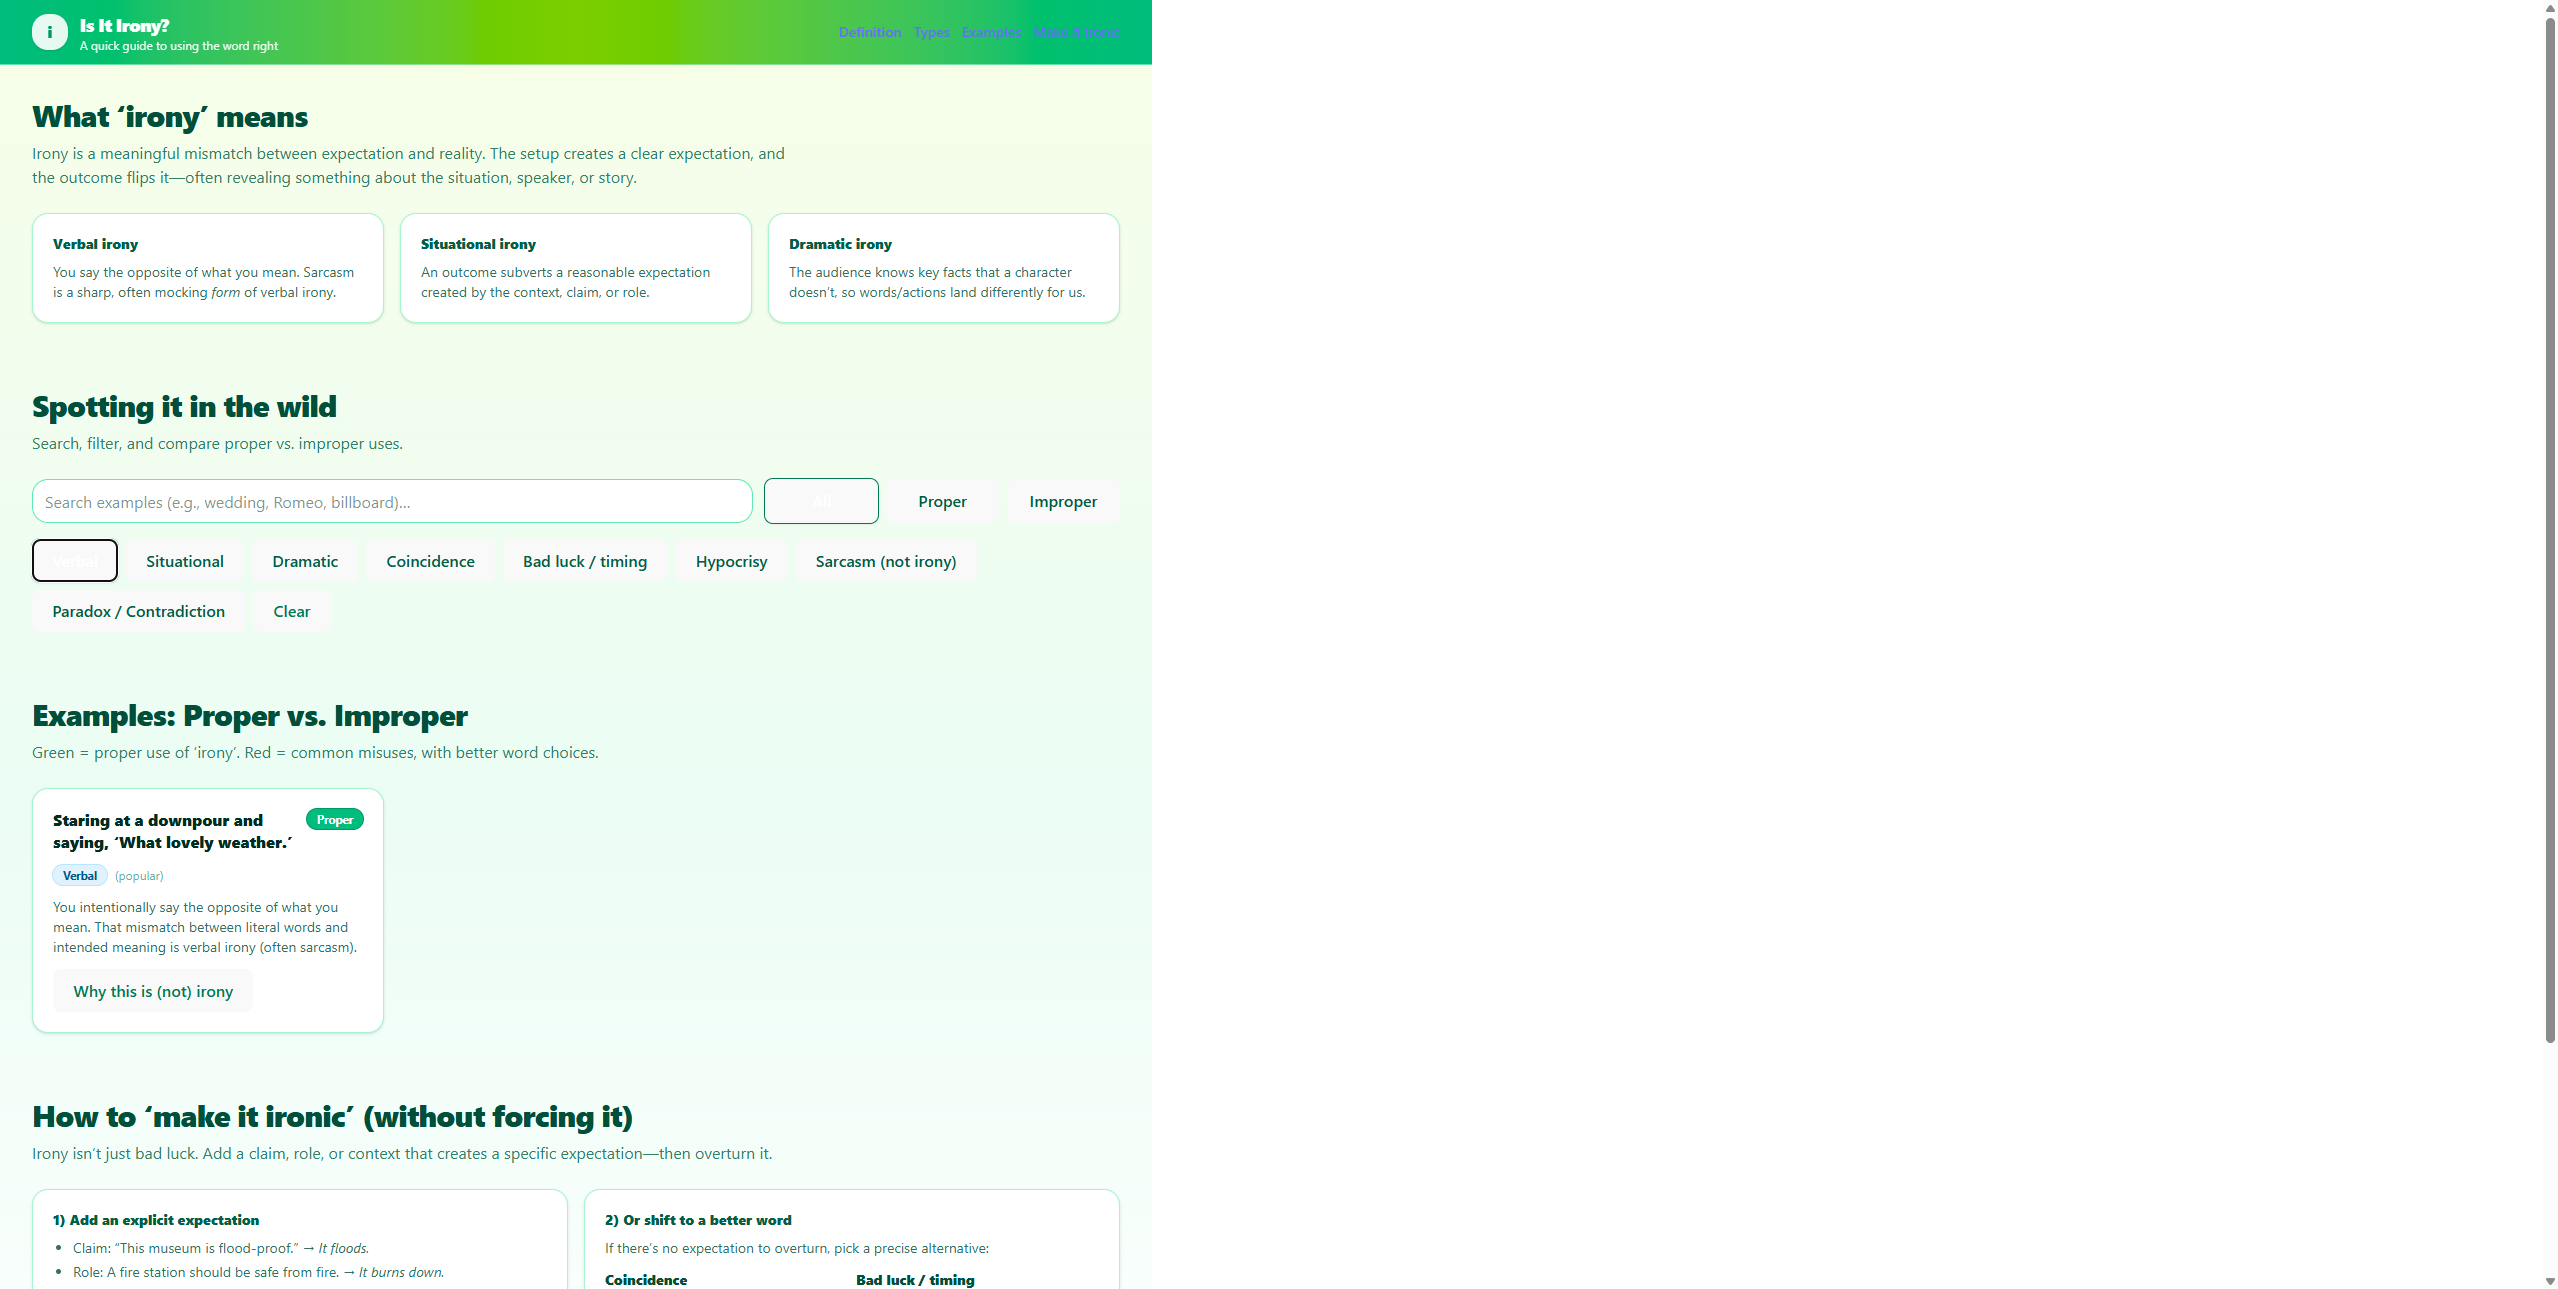 i
Is It Irony?
A quick guide to using the word right
Definition Types Examples Make it ironic
What ‘irony’ means
Irony is a meaningful mismatch between expectation and reality. The setup creates a clear expectation, and
the outcome flips it—often revealing something about the situation, speaker, or story.
Verbal irony
You say the opposite of what you mean. Sarcasm
is a sharp, often mocking form of verbal irony.
Situational irony
An outcome subverts a reasonable expectation
created by the context, claim, or role.
Dramatic irony
The audience knows key facts that a character
doesn’t, so words/actions land differently for us.
Spotting it in the wild
Search, filter, and compare proper vs. improper uses.
Search examples (e.g., wedding, Romeo, billboard)...
All
Proper
Improper
Verbal
Situational
Dramatic
Coincidence
Bad luck / timing
Hypocrisy
Sarcasm (not irony)
Paradox / Contradiction
Clear
Examples: Proper vs. Improper
Green = proper use of ‘irony’. Red = common misuses, with better word choices.
Staring at a downpour and
saying, ‘What lovely weather.’
Proper
Verbal (popular)
You intentionally say the opposite of what you
mean. That mismatch between literal words and
intended meaning is verbal irony (often sarcasm).
Why this is (not) irony
How to ‘make it ironic’ (without forcing it)
Irony isn’t just bad luck. Add a claim, role, or context that creates a specific expectation—then overturn it.
1) Add an explicit expectation
• Claim: “This museum is flood-proof.” → It floods.
• Role: A fire station should be safe from fire. → It burns down.
2) Or shift to a better word
If there’s no expectation to overturn, pick a precise alternative:
Coincidence
Bad luck / timing